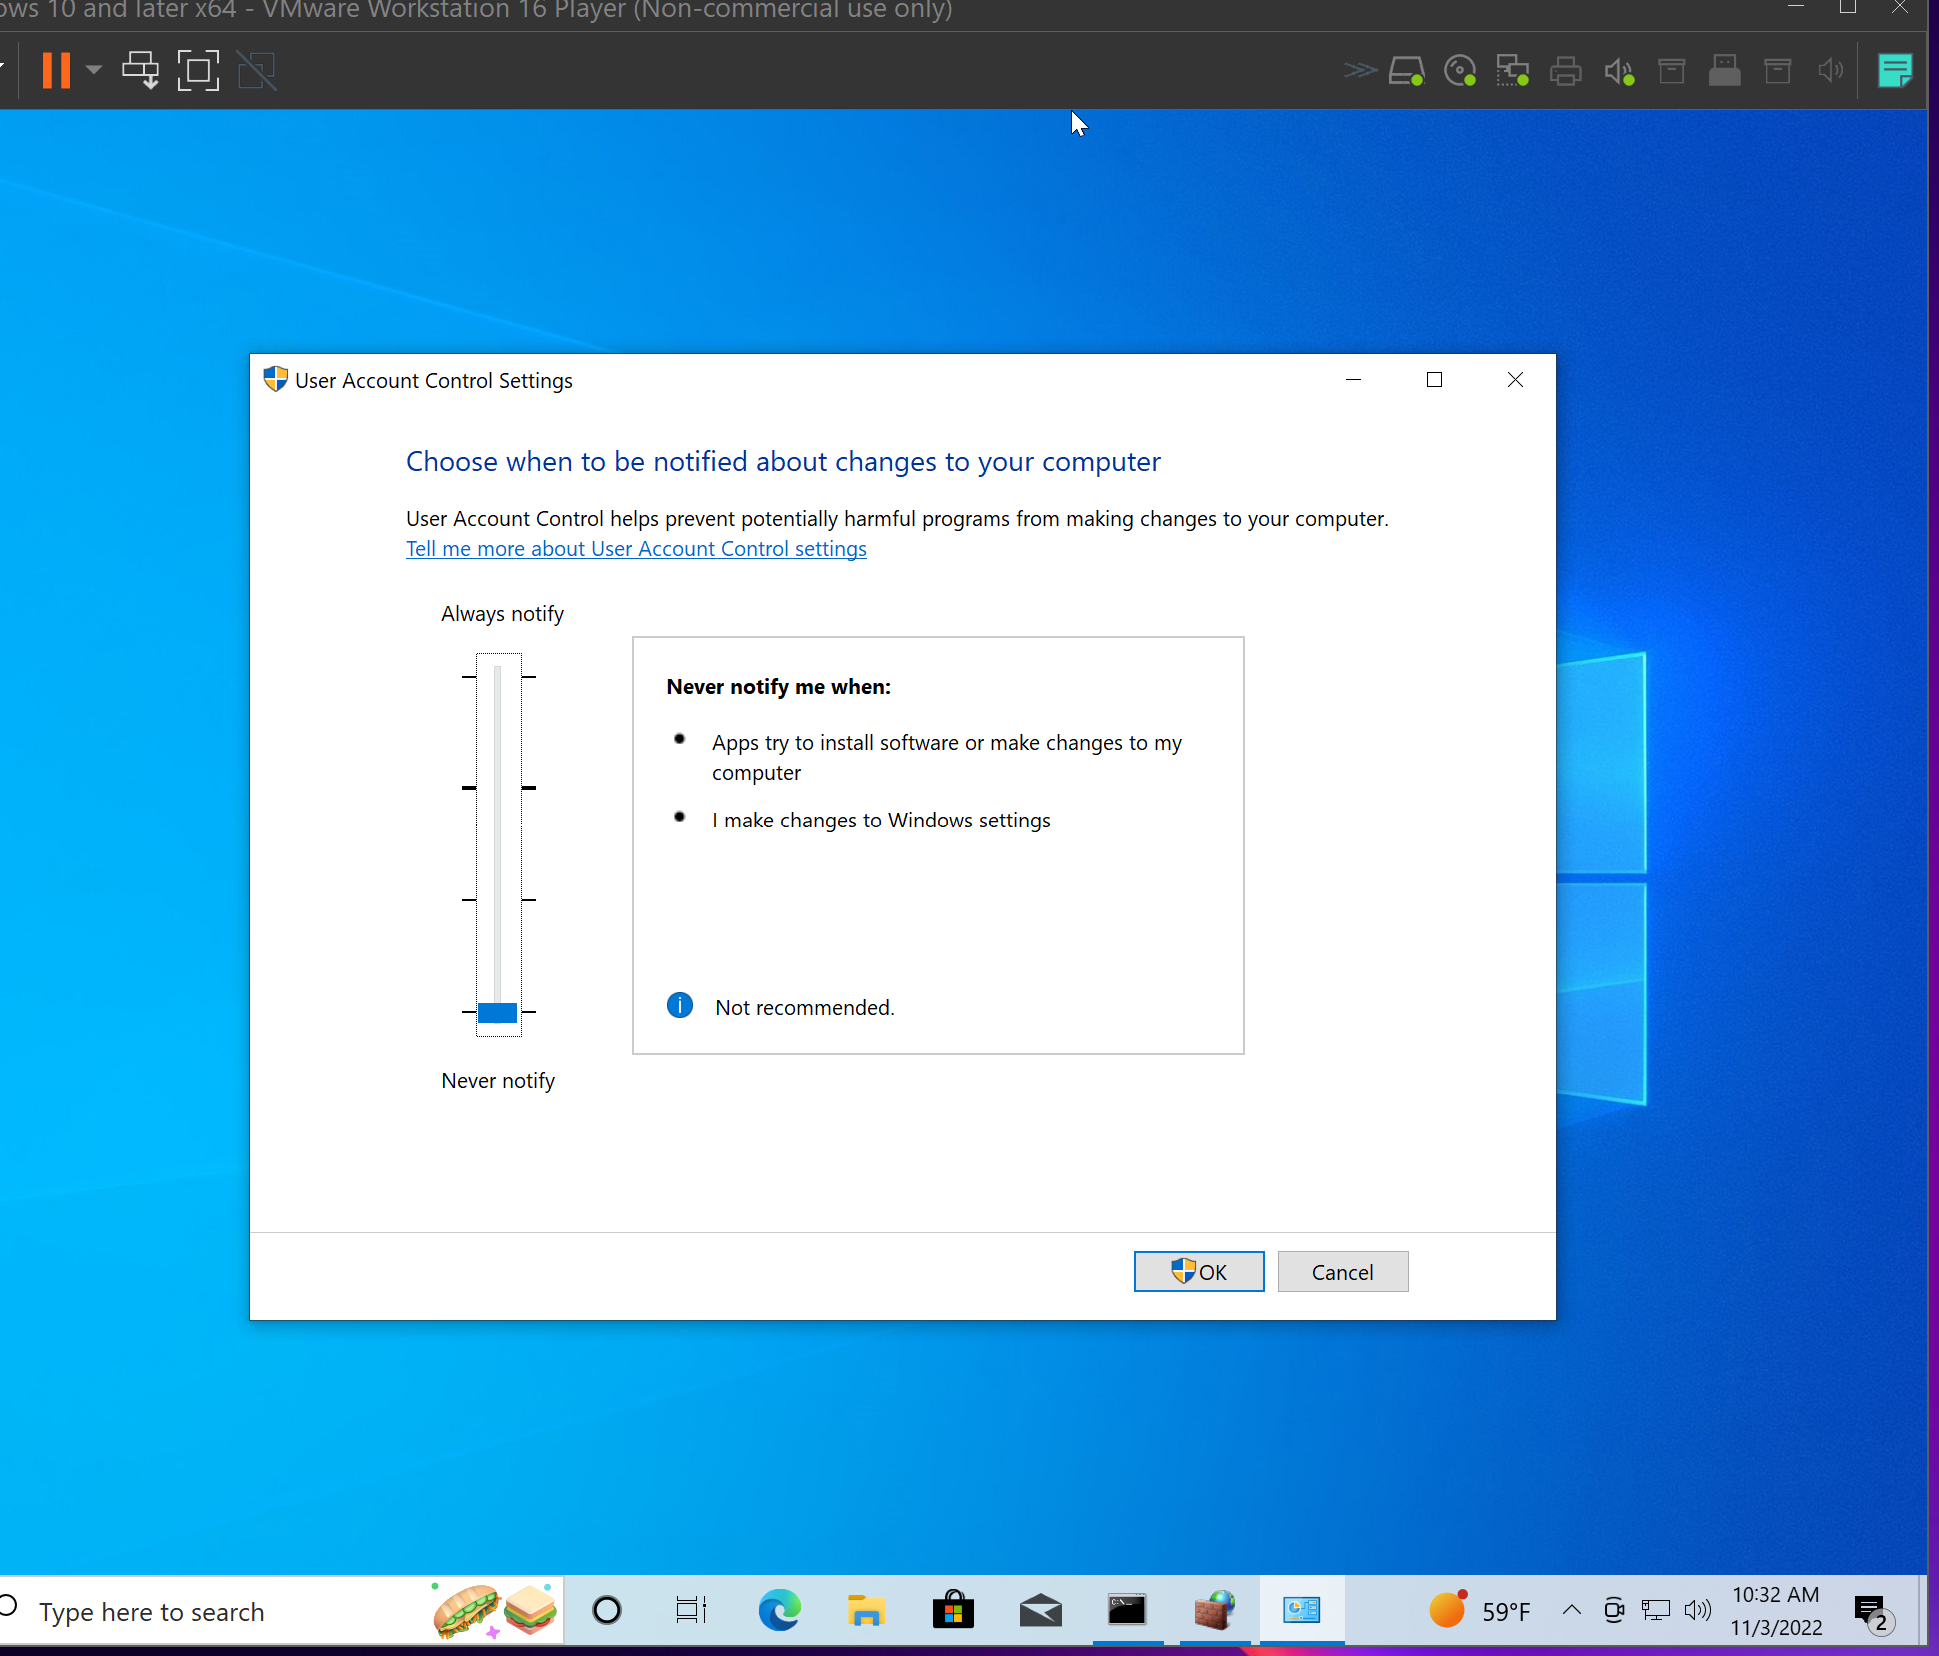 ows 10 and later x64 - VMware Workstation 16 Player (Non-commercial use only)
User Account Control Settings
Choose when to be notified about changes to your computer
User Account Control helps prevent potentially harmful programs from making changes to your computer.
Tell me more about User Account Control settings
Always notify
Never notify me when:
Apps try to install software or make changes to my
computer
I make changes to Windows settings
Not recommended.
Never notify
OK
Cancel
Type here to search
C:\_
59°F
10:32 AM
11/3/2022
2